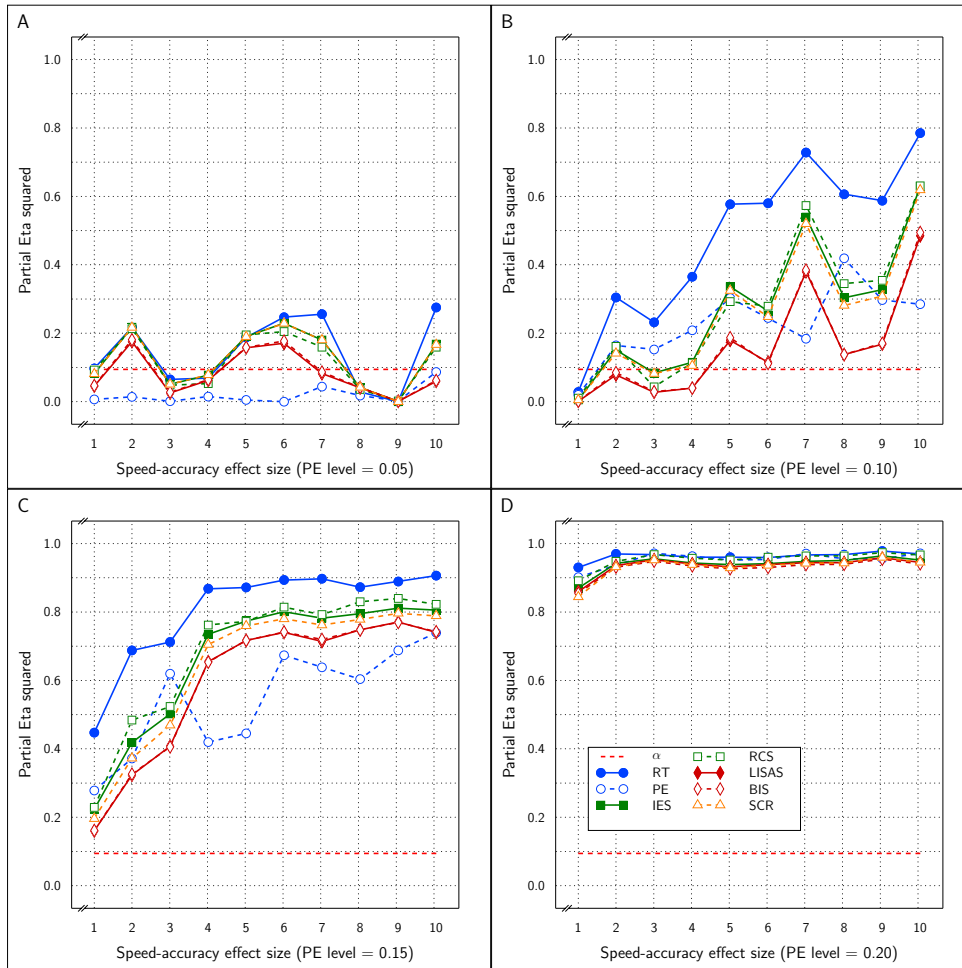 A
1.0
0.8
0.6
0.4
0.2
0.0
Partial Eta squared
1 2 3 4 5 6 7 8 9 10
Speed-accuracy effect size (PE level = 0.05)
B
1.0
0.8
0.6
0.4
0.2
0.0
Partial Eta squared
1 2 3 4 5 6 7 8 9 10
Speed-accuracy effect size (PE level = 0.10)
C
1.0
0.8
0.6
0.4
0.2
0.0
Partial Eta squared
1 2 3 4 5 6 7 8 9 10
Speed-accuracy effect size (PE level = 0.15)
D
1.0
0.8
0.6
0.4
0.2
0.0
Partial Eta squared
α
RT
PE
IES
RCS
LISAS
BIS
SCR
1 2 3 4 5 6 7 8 9 10
Speed-accuracy effect size (PE level = 0.20)